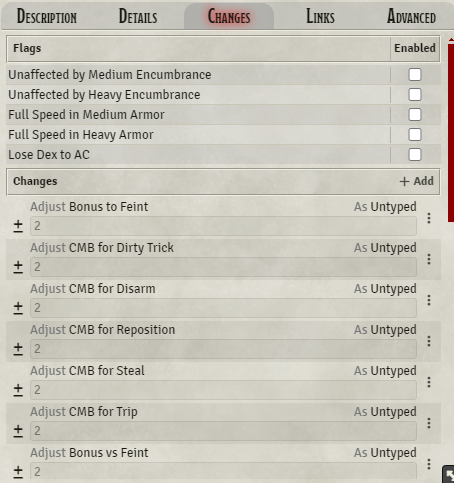 Description Details Changes Links Advanced
Flags Enabled
Unaffected by Medium Encumbrance
Unaffected by Heavy Encumbrance
Full Speed in Medium Armor
Full Speed in Heavy Armor
Lose Dex to AC
Changes + Add
Adjust Bonus to Feint As Untyped
± 2
Adjust CMB for Dirty Trick As Untyped
± 2
Adjust CMB for Disarm As Untyped
± 2
Adjust CMB for Reposition As Untyped
± 2
Adjust CMB for Steal As Untyped
± 2
Adjust CMB for Trip As Untyped
± 2
Adjust Bonus vs Feint As Untyped
± 2